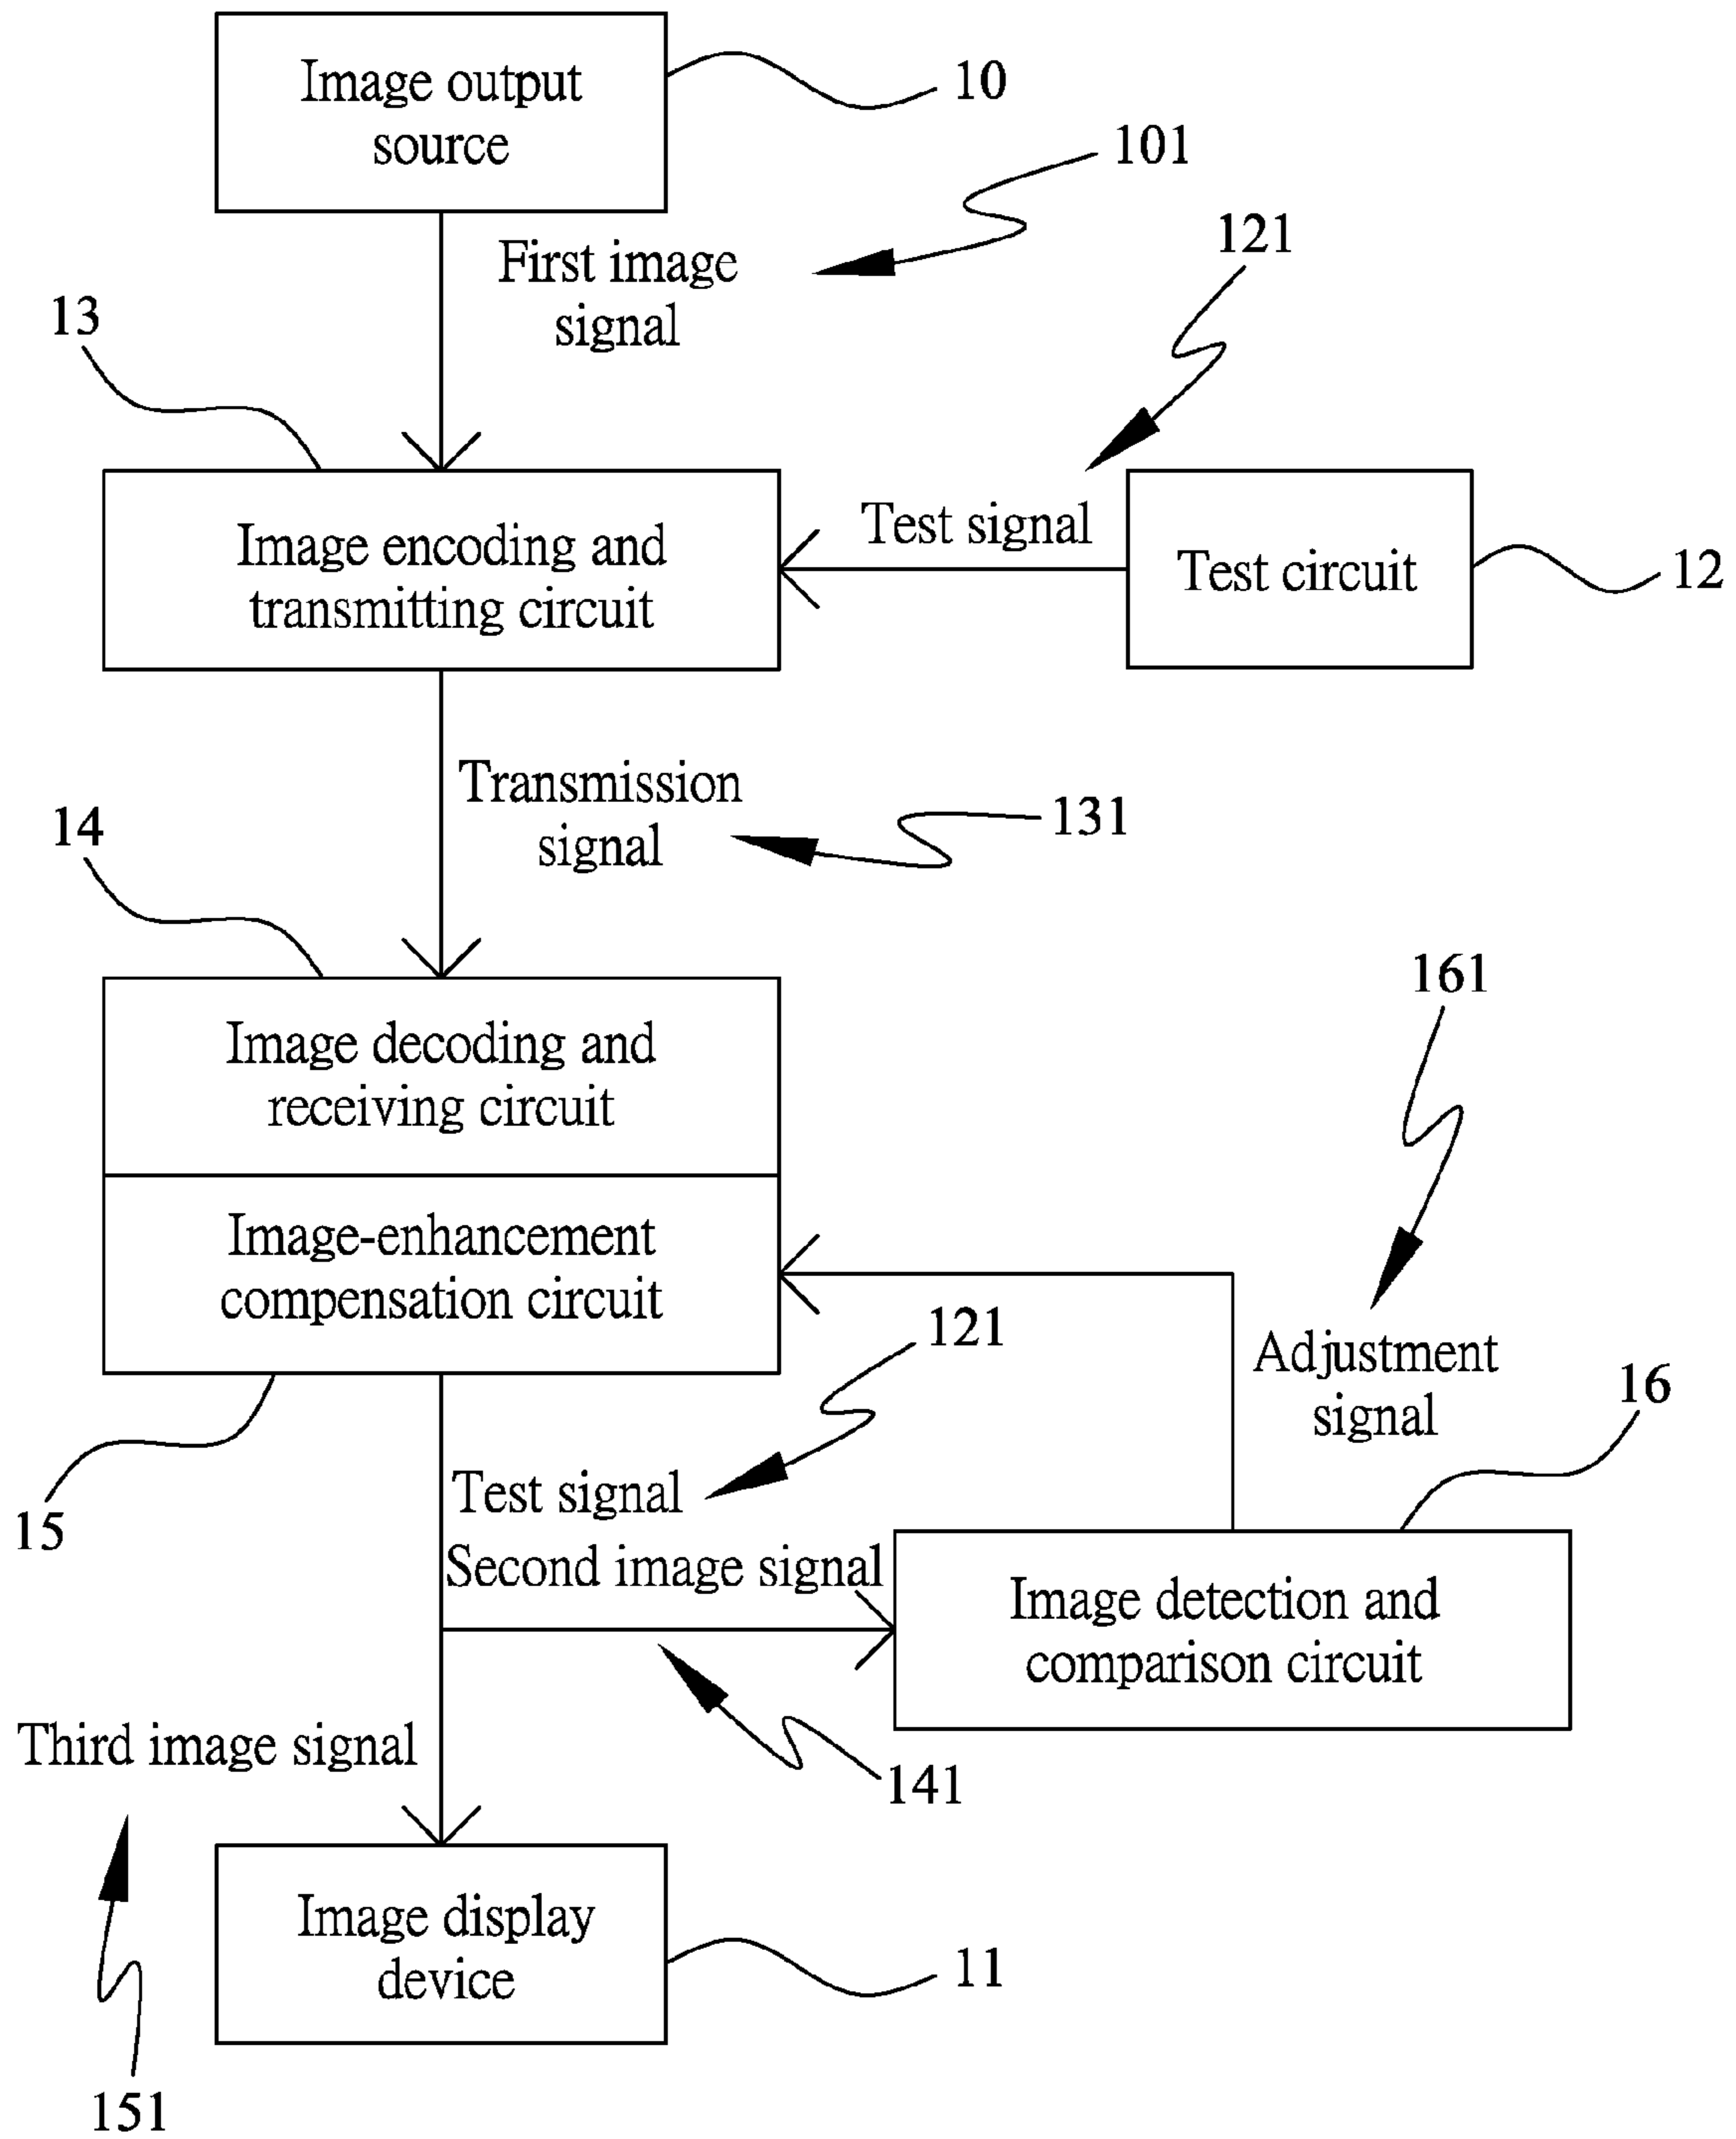 Image output
source
10
101
First image
signal
121
13
Test signal
Image encoding and
transmitting circuit
Test circuit
12
Transmission
signal
131
14
161
Image decoding and
receiving circuit
Image-enhancement
compensation circuit
121
Adjustment
signal
16
Test signal
15
Second image signal
Image detection and
comparison circuit
Third image signal
141
Image display
device
11
151